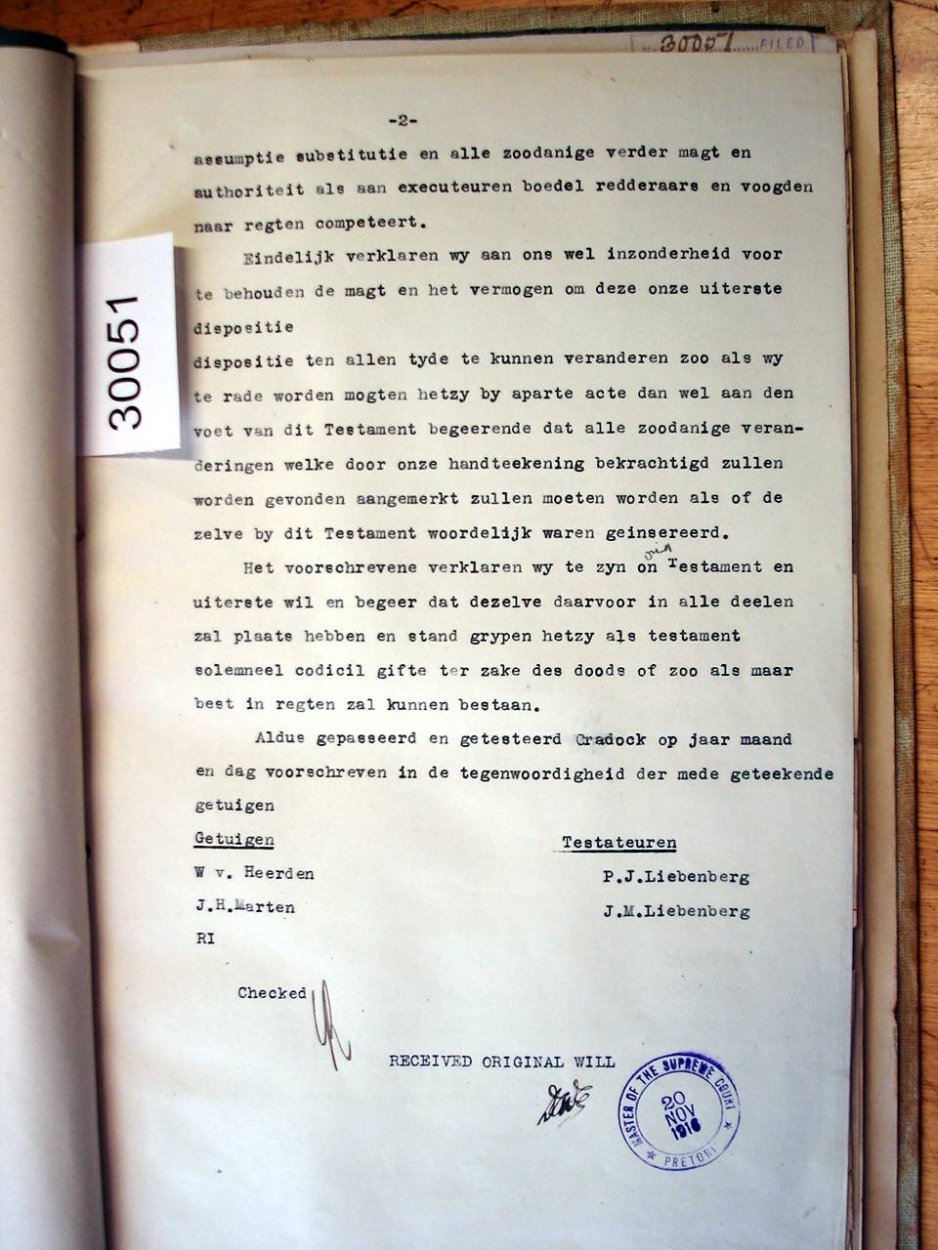 30051 FILED
-2-
assumptie substitutie en alle zoodanige verder magt en
authoriteit als aan executeuren boedel redderaars en voogden
naar regten competeert.
Eindelijk verklaren wy aan ons wel inzonderheid voor
te behouden de magt en het vermogen om deze onze uiterste
dispositie
dispositie ten allen tyde te kunnen veranderen zoo als wy
te rade worden mogten hetzy by aparte acte dan wel aan den
voet van dit Testament begeerende dat alle zoodanige veran-
deringen welke door onze handteekening bekrachtigd zullen
worden gevonden aangemerkt zullen moeten worden als of de
zelve by dit Testament woordelijk waren geinsereerd.
Het voorschrevene verklaren wy te zyn on Testament en
uiterste wil en begeer dat dezelve daarvoor in alle deelen
zal plaats hebben en stand grypen hetzy als testament
solemneel codicil gifte ter zake des doods of zoo als maar
best in regten zal kunnen bestaan.
Aldus gepasseerd en getesteerd Cradock op jaar maand
en dag voorschreven in de tegenwoordigheid der mede geteekende
getuigen
Getuigen Testateuren
W v. Heerden P.J.Liebenberg
J.H.Marten J.M.Liebenberg
RI
Checked
RECEIVED ORIGINAL WILL
MASTER OF THE SUPREME COURT
20
NOV
1916
PRETORI
30051